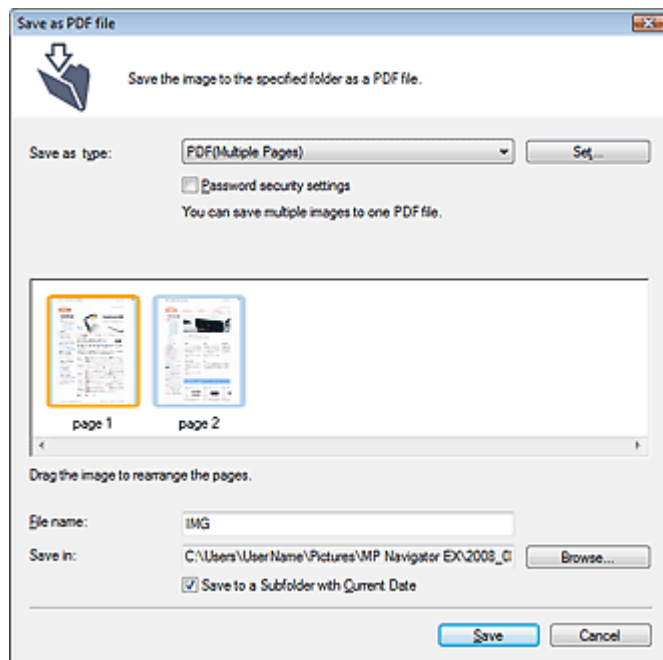 Save as PDF file
Save the image to the specified folder as a PDF file.
Save as type: PDF(Multiple Pages) Set...
Password security settings
You can save multiple images to one PDF file.
page 1 page 2
Drag the image to rearrange the pages.
File name: IMG
Save in: C:\Users\UserName\Pictures\MP Navigator EX\2008_0 Browse...
Save to a Subfolder with Current Date
Save Cancel